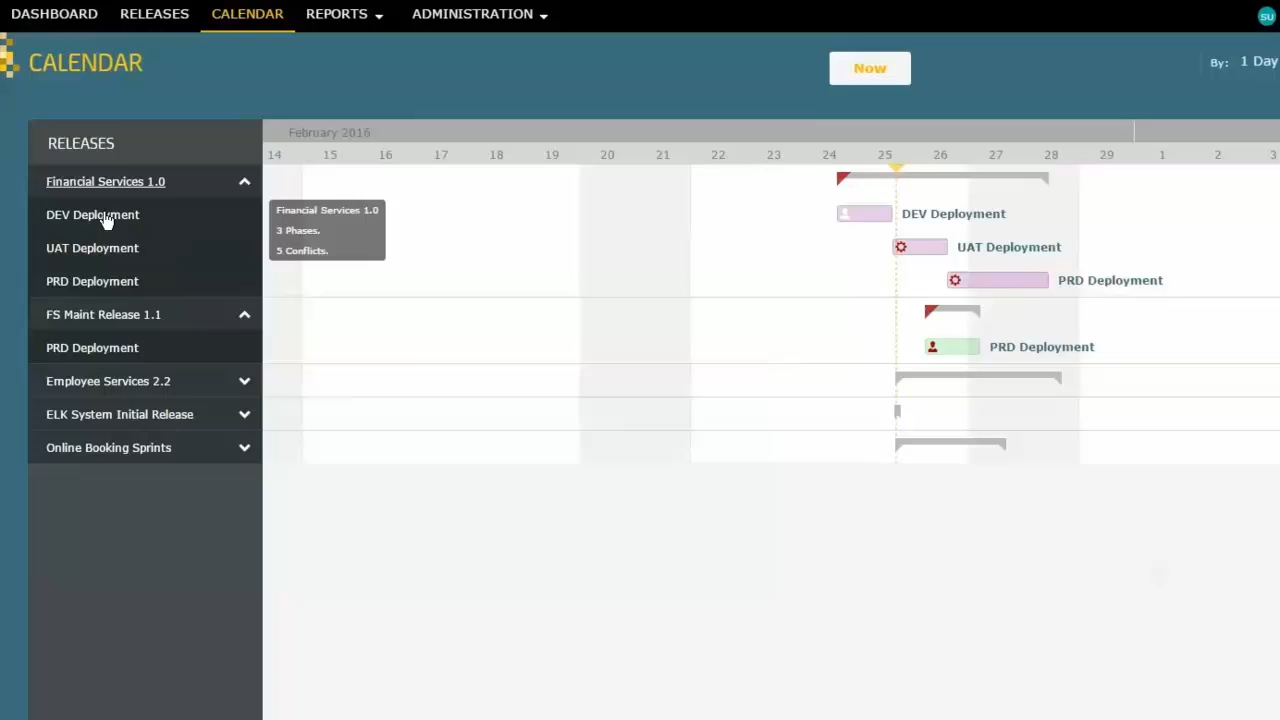 DASHBOARD RELEASES CALENDAR REPORTS ADMINISTRATION SU
CALENDAR Now By: 1 Day
RELEASES February 2016
14 15 16 17 18 19 20 21 22 23 24 25 26 27 28 29 1 2 3
Financial Services 1.0
DEV Deployment DEV Deployment
UAT Deployment UAT Deployment
PRD Deployment PRD Deployment
Financial Services 1.0
3 Phases.
5 Conflicts.
FS Maint Release 1.1
PRD Deployment PRD Deployment
Employee Services 2.2
ELK System Initial Release
Online Booking Sprints